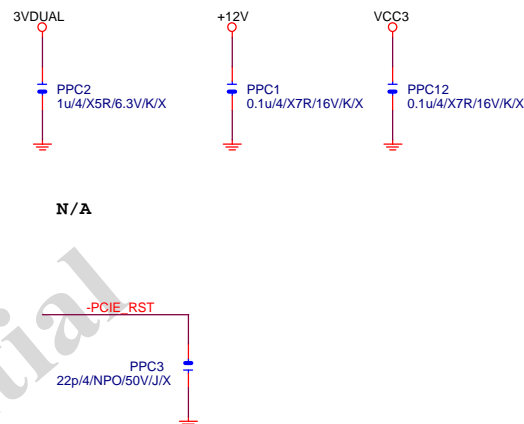 3VDUAL
+12V
VCC3
PPC2
1u/4/X5R/6.3V/K/X
PPC1
0.1u/4/X7R/16V/K/X
PPC12
0.1u/4/X7R/16V/K/X
N/A
-PCIE_RST
PPC3
22p/4/NPO/50V/J/X
ntial